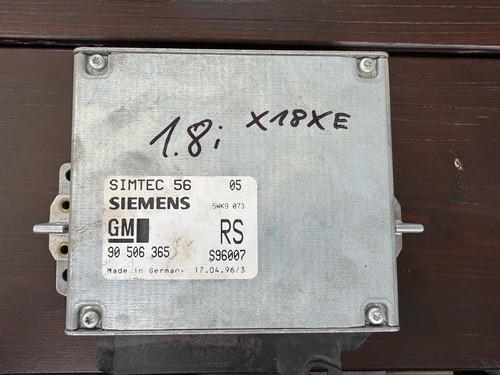 1.8i X18XE
SIMTEC 56 05
SIEMENS 5WK9 073
GM RS
90 506 365 S96007
Made in Germany 17.04.96/3